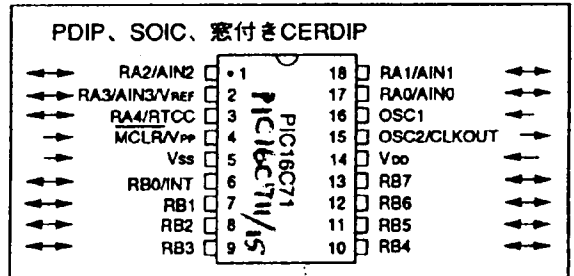 PDIP、SOIC、窓付きCERDIP
RA2/AIN2 •1 18 RA1/AIN1
RA3/AIN3/VREF 2 17 RA0/AIN0
RA4/RTCC 3 16 OSC1
MCLR/VPP 4 15 OSC2/CLKOUT
VSS 5 14 VDD
RB0/INT 6 13 RB7
RB1 7 12 RB6
RB2 8 11 RB5
RB3 9 10 RB4
PIC16C71
PIC16C711/15